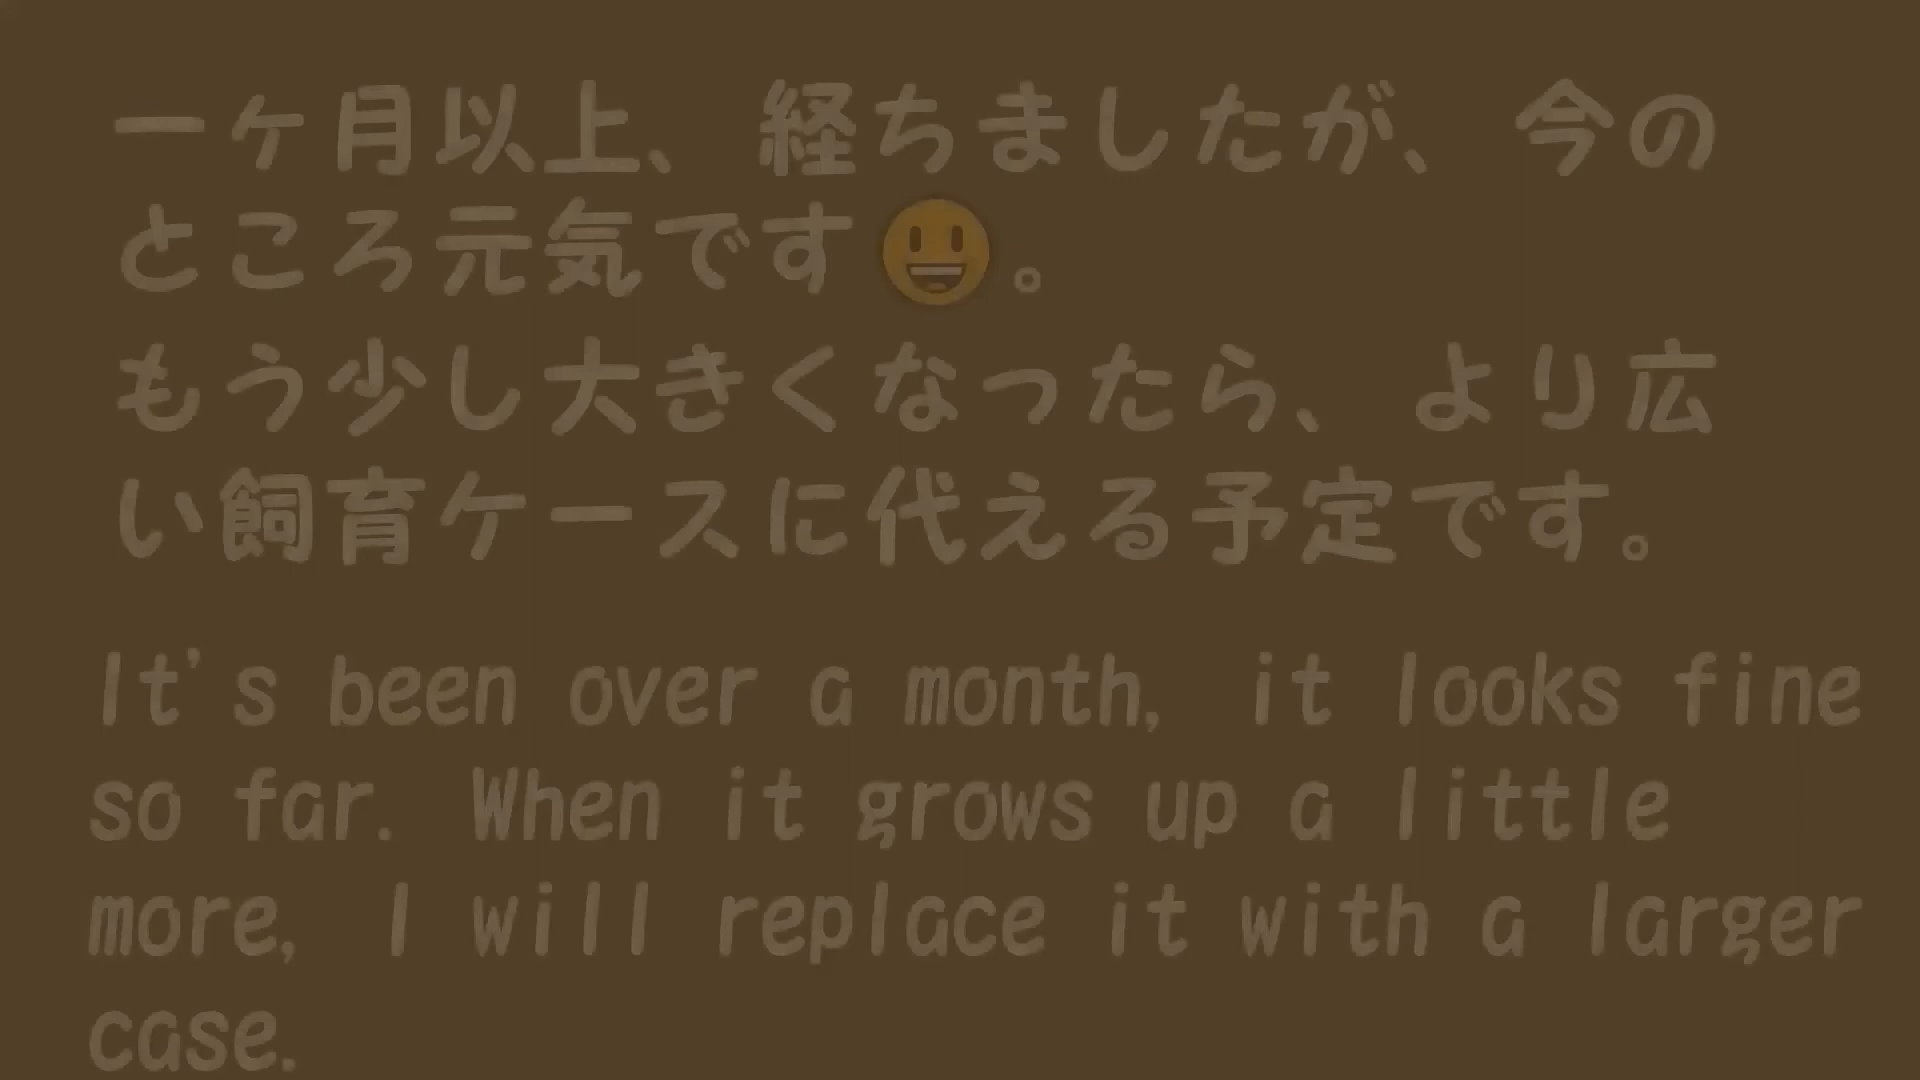 一ヶ月以上、経ちましたが、今の
ところ元気です😃。
もう少し大きくなったら、より広
い飼育ケースに代える予定です。
It's been over a month, it looks fine
so far. When it grows up a little
more, I will replace it with a larger
case.